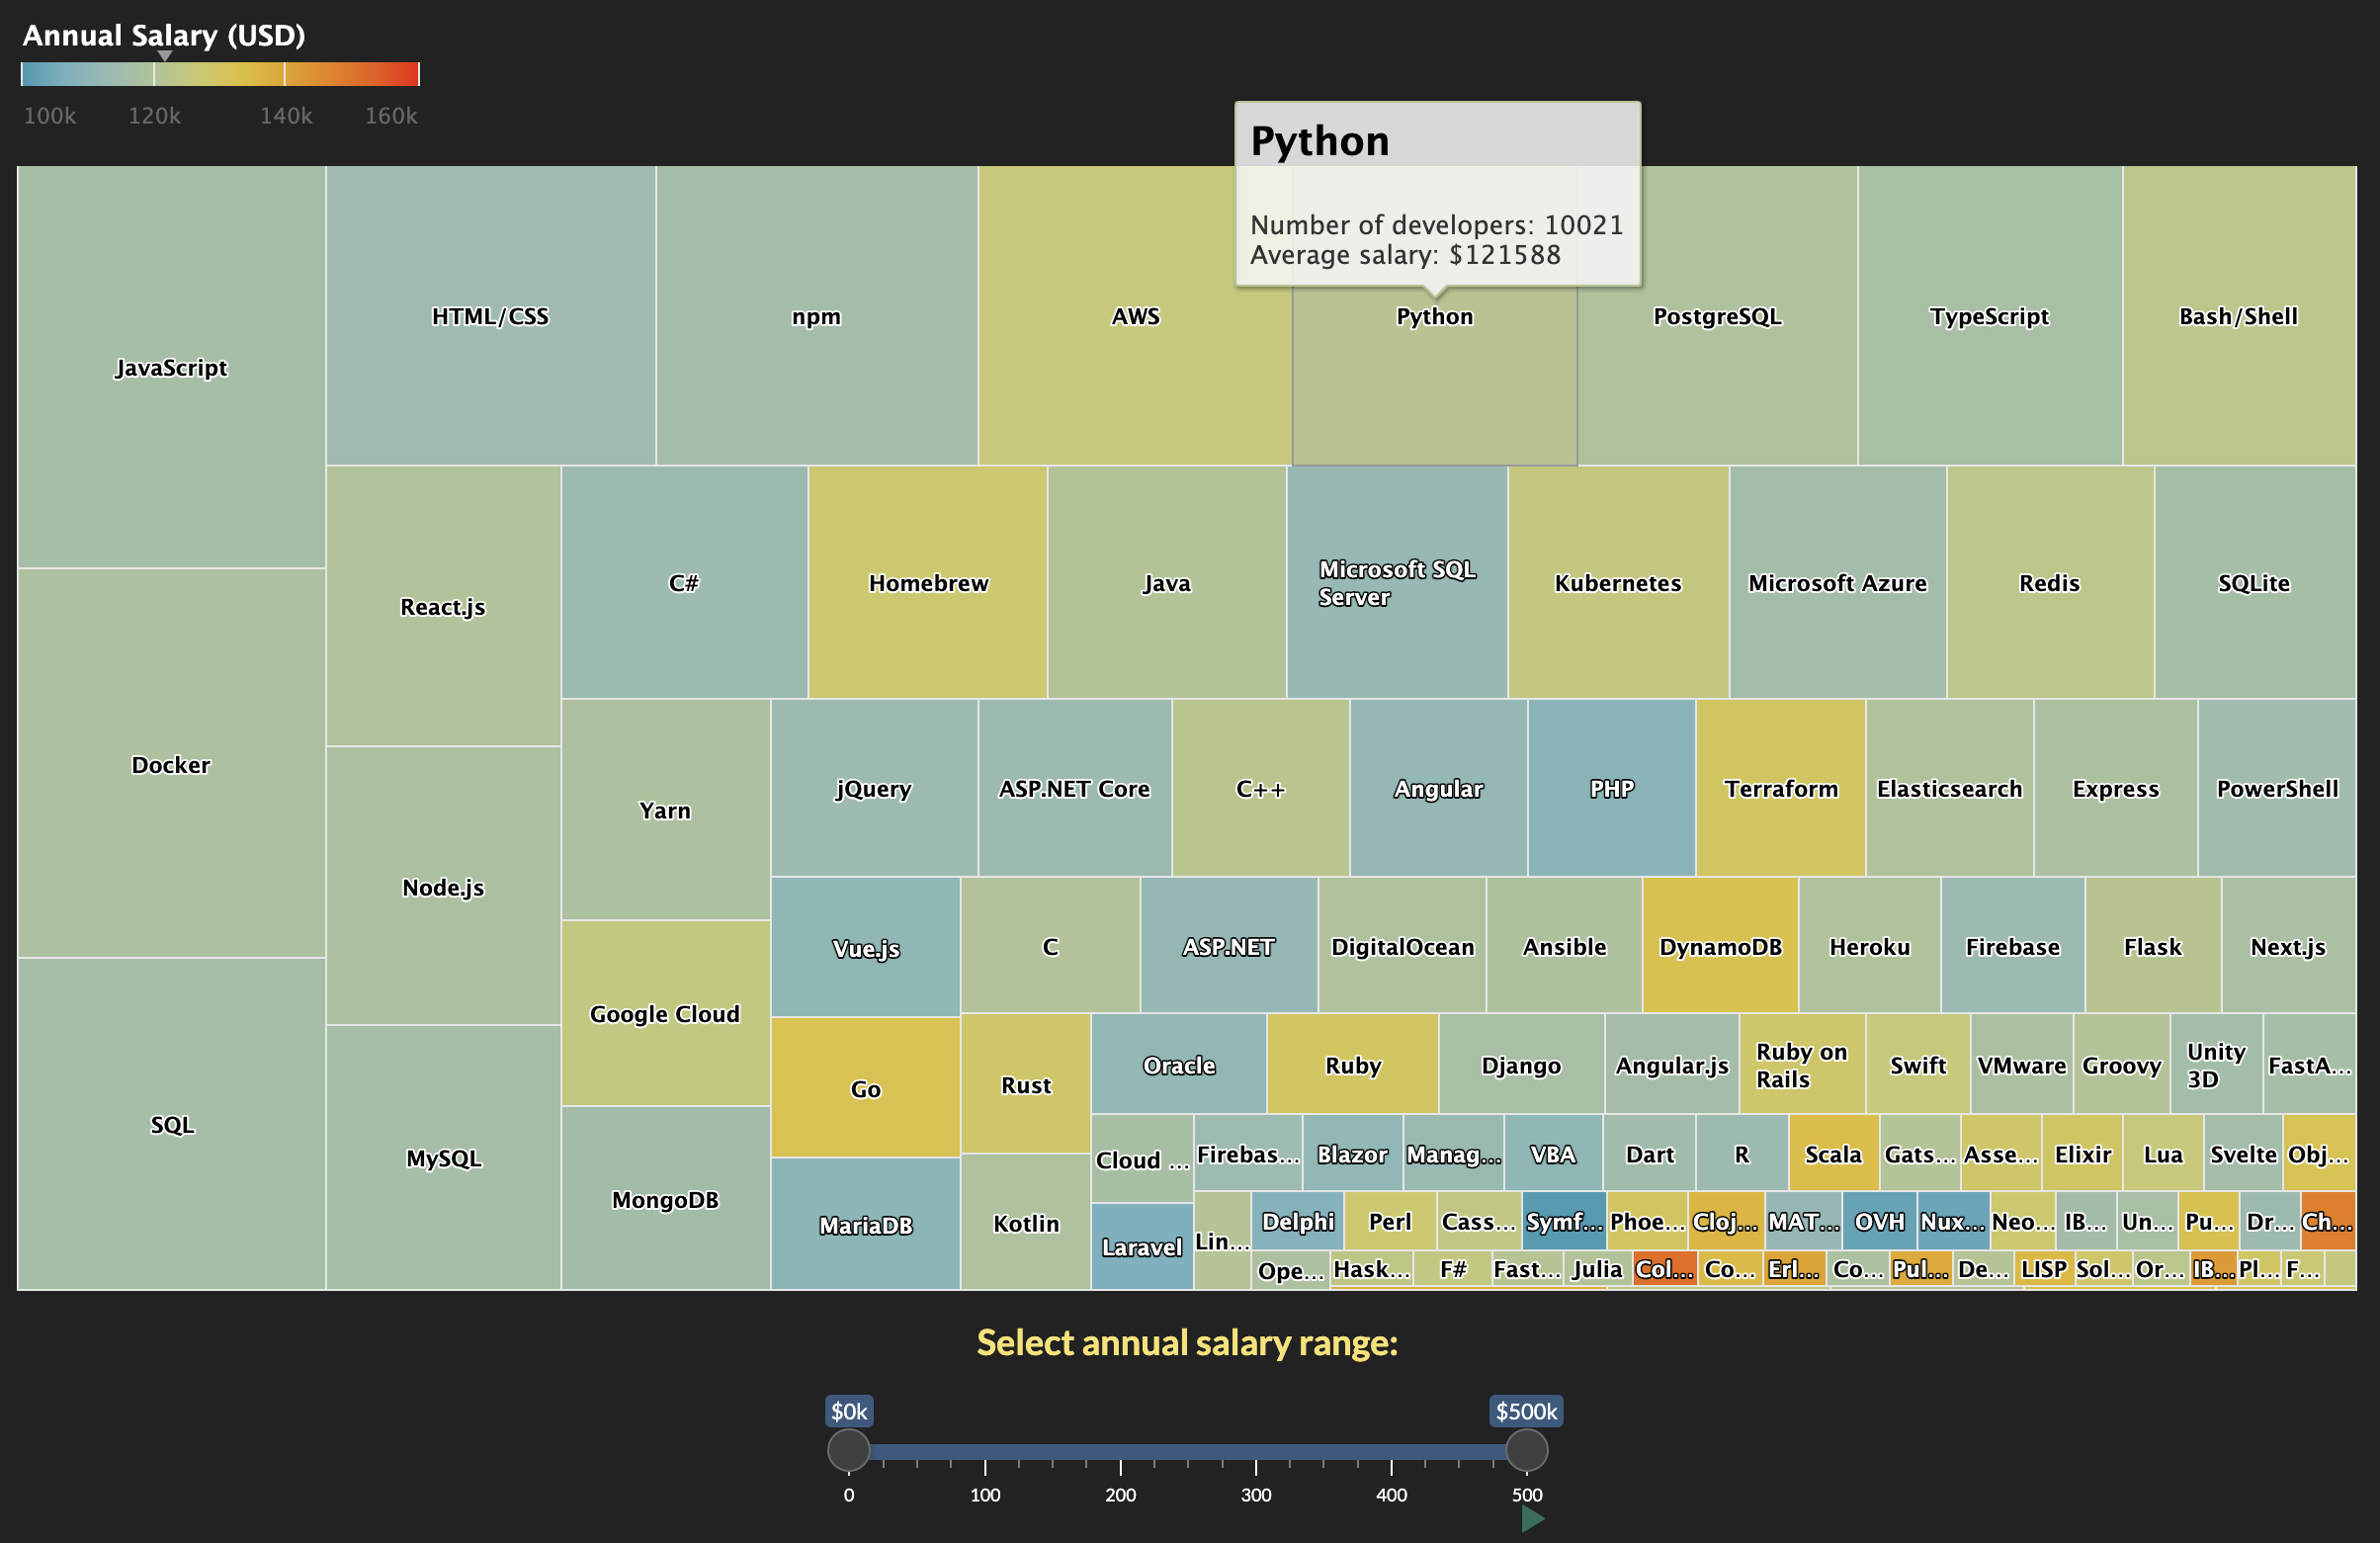 Annual Salary (USD)
100k 120k 140k 160k
Python
Number of developers: 10021
Average salary: $121588
JavaScript
HTML/CSS
npm
AWS
Python
PostgreSQL
TypeScript
Bash/Shell
Docker
SQL
React.js
Node.js
MySQL
C#
Homebrew
Java
Microsoft SQL
Server
Kubernetes
Microsoft Azure
Redis
SQLite
Yarn
Google Cloud
MongoDB
jQuery
ASP.NET Core
C++
Angular
PHP
Terraform
Elasticsearch
Express
PowerShell
Vue.js
Go
MariaDB
C
ASP.NET
DigitalOcean
Ansible
DynamoDB
Heroku
Firebase
Flask
Next.js
Rust
Kotlin
Oracle
Ruby
Django
Angular.js
Ruby on
Rails
Swift
VMware
Groovy
Unity
3D
FastA...
Cloud ...
Laravel
Firebas...
Blazor
Manag...
VBA
Dart
R
Scala
Gats...
Asse...
Elixir
Lua
Svelte
Obj...
Lin...
Delphi
Perl
Cass...
Symf...
Phoe...
Cloj...
MAT...
OVH
Nux...
Neo...
IB...
Un...
Pu...
Dr...
Ch...
Ope...
Hask...
F#
Fast...
Julia
Col...
Co...
Erl...
Co...
Pul...
De...
LISP
Sol...
Or...
IB...
Pl...
F...
Select annual salary range:
$0k $500k
0 100 200 300 400 500